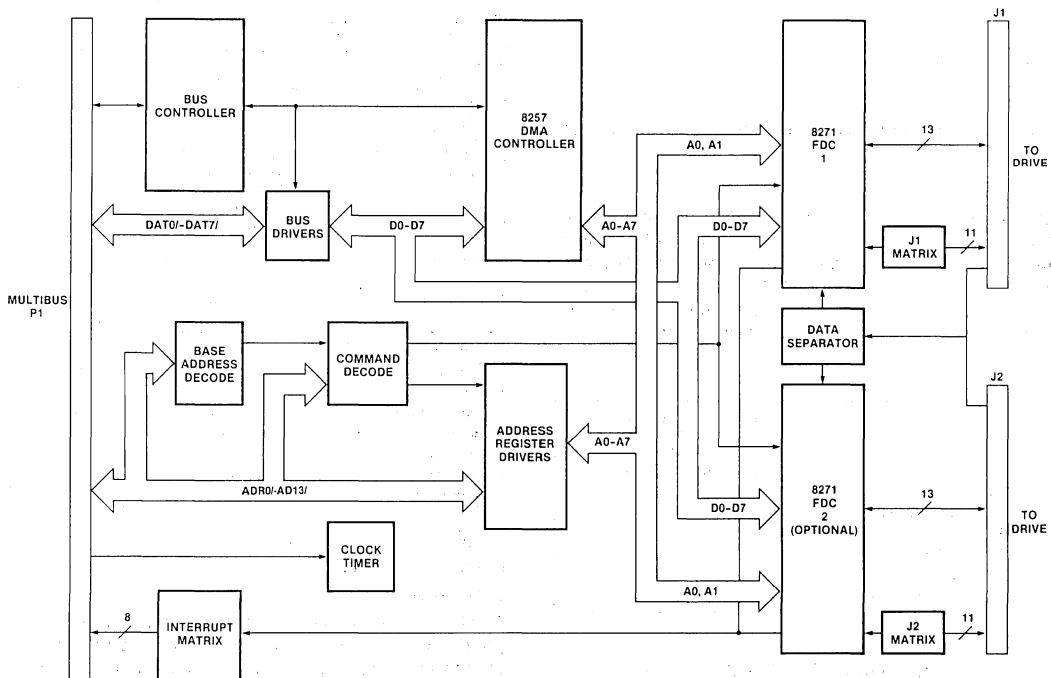 J1
BUS
CONTROLLER
8257
DMA
CONTROLLER
8271
FDC
1
A0, A1
13
TO
DRIVE
DAT0/-DAT7/
BUS
DRIVERS
D0-D7
A0-A7
D0-D7
J1
MATRIX
11
MULTIBUS
P1
BASE
ADDRESS
DECODE
COMMAND
DECODE
DATA
SEPARATOR
J2
ADDRESS
REGISTER
DRIVERS
A0-A7
ADR0/-AD13/
D0-D7
8271
FDC
2
(OPTIONAL)
13
TO
DRIVE
CLOCK
TIMER
A0, A1
8
INTERRUPT
MATRIX
J2
MATRIX
11